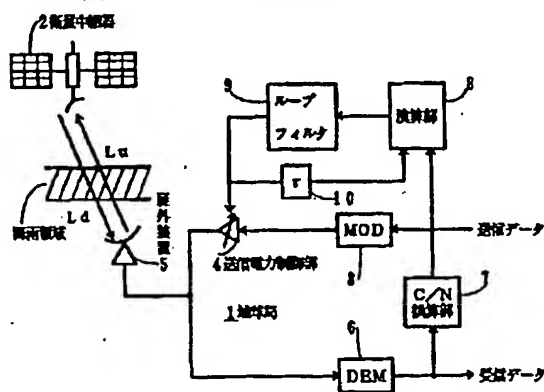 2 衛星中継器
9
ループ
フィルタ
演算部
8
Lu
τ
10
降雨領域
Ld
屋外装置
5
4 送信電力制御部
MOD
3
送信データ
1 地球局
C/N
演算部
7
6
DEM
受信データ